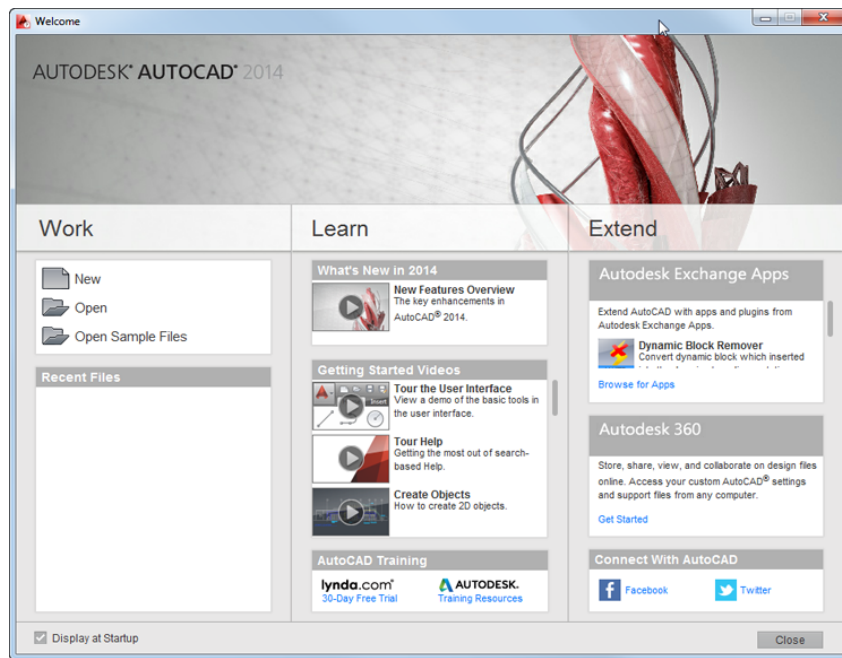 Welcome
AUTODESK® AUTOCAD® 2014
Work
New
Open
Open Sample Files
Recent Files
Learn
What's New in 2014
New Features Overview
The key enhancements in
AutoCAD® 2014.
Getting Started Videos
Insert
Tour the User Interface
View a demo of the basic tools in
the user interface.
Tour Help
Getting the most out of search-
based Help.
Create Objects
How to create 2D objects.
AutoCAD Training
lynda.com®
30-Day Free Trial
AUTODESK.
Training Resources
Extend
Autodesk Exchange Apps
Extend AutoCAD with apps and plugins from
Autodesk Exchange Apps.
Dynamic Block Remover
Convert dynamic block which inserted
Browse for Apps
Autodesk 360
Store, share, view, and collaborate on design files
online. Access your custom AutoCAD® settings
and support files from any computer.
Get Started
Connect With AutoCAD
Facebook
Twitter
Display at Startup
Close